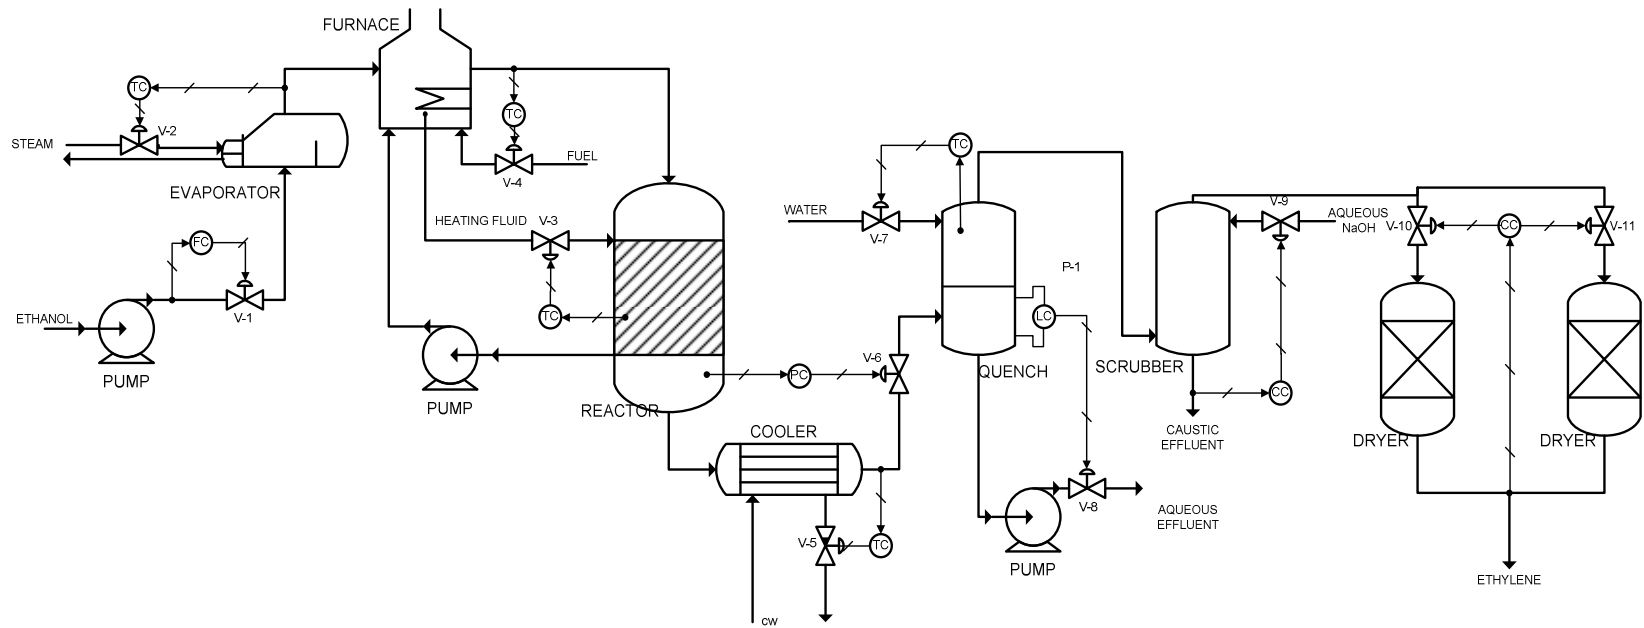 FURNACE
TC
V-2
STEAM
TC
FUEL
V-4
EVAPORATOR
HEATING FLUID
V-3
FC
V-1
ETHANOL
PUMP
TC
PUMP
REACTOR
PC
V-6
COOLER
V-5
TC
cw
WATER
TC
V-7
P-1
LC
QUENCH
V-8
AQUEOUS
EFFLUENT
PUMP
SCRUBBER
V-9
AQUEOUS
NaOH
CC
CAUSTIC
EFFLUENT
V-10
CC
V-11
DRYER
DRYER
ETHYLENE